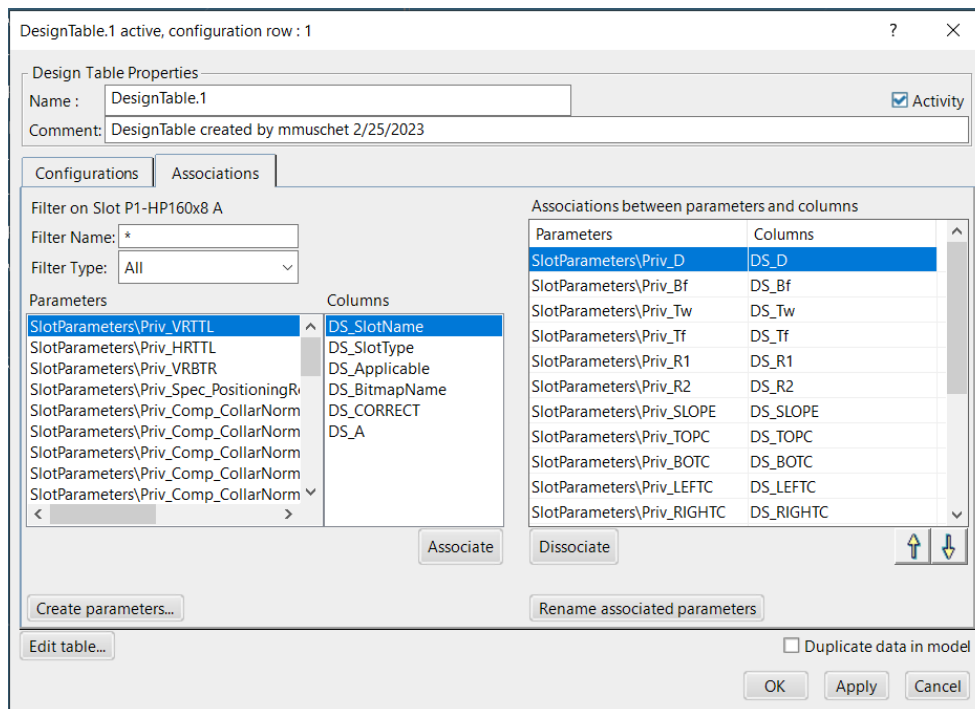 DesignTable.1 active, configuration row : 1
?
Design Table Properties
Name : DesignTable.1
Activity
Comment: DesignTable created by mmuschet 2/25/2023
Configurations
Associations
Filter on Slot P1-HP160x8 A
Filter Name: *
Filter Type: All
Parameters
SlotParameters\Priv_VRTTL
SlotParameters\Priv_HRTTL
SlotParameters\Priv_VRBTR
SlotParameters\Priv_Spec_PositioningR
SlotParameters\Priv_Comp_CollarNorm
SlotParameters\Priv_Comp_CollarNorm
SlotParameters\Priv_Comp_CollarNorm
SlotParameters\Priv_Comp_CollarNorm
SlotParameters\Priv_Comp_CollarNorm
Columns
DS_SlotName
DS_SlotType
DS_Applicable
DS_BitmapName
DS_CORRECT
DS_A
Associate
Create parameters...
Associations between parameters and columns
Parameters Columns
SlotParameters\Priv_D DS_D
SlotParameters\Priv_Bf DS_Bf
SlotParameters\Priv_Tw DS_Tw
SlotParameters\Priv_Tf DS_Tf
SlotParameters\Priv_R1 DS_R1
SlotParameters\Priv_R2 DS_R2
SlotParameters\Priv_SLOPE DS_SLOPE
SlotParameters\Priv_TOPC DS_TOPC
SlotParameters\Priv_BOTC DS_BOTC
SlotParameters\Priv_LEFTC DS_LEFTC
SlotParameters\Priv_RIGHTC DS_RIGHTC
Dissociate
Rename associated parameters
Edit table...
Duplicate data in model
OK
Apply
Cancel